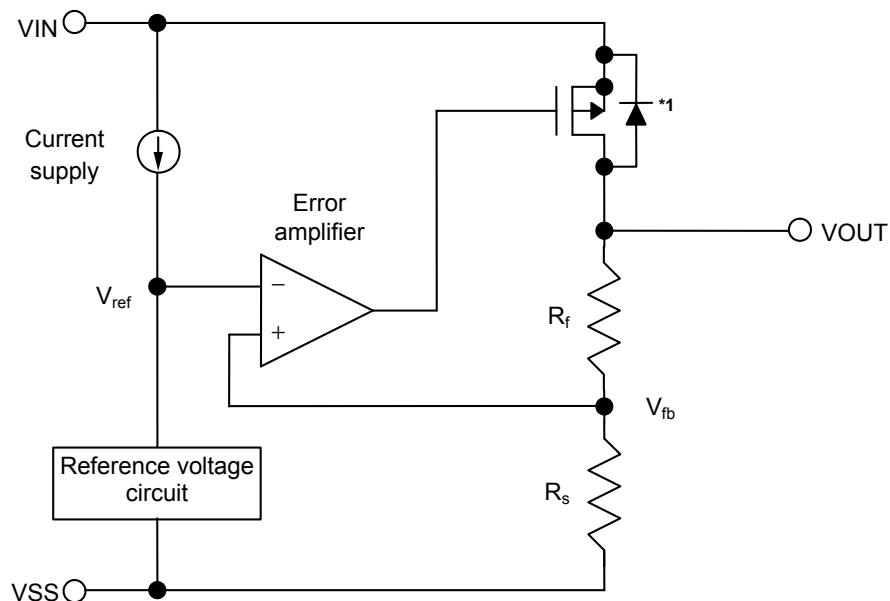 VIN
*1
Current
supply
Error
amplifier
VOUT
Vref
−
+
Rf
Vfb
Reference voltage
circuit
Rs
VSS